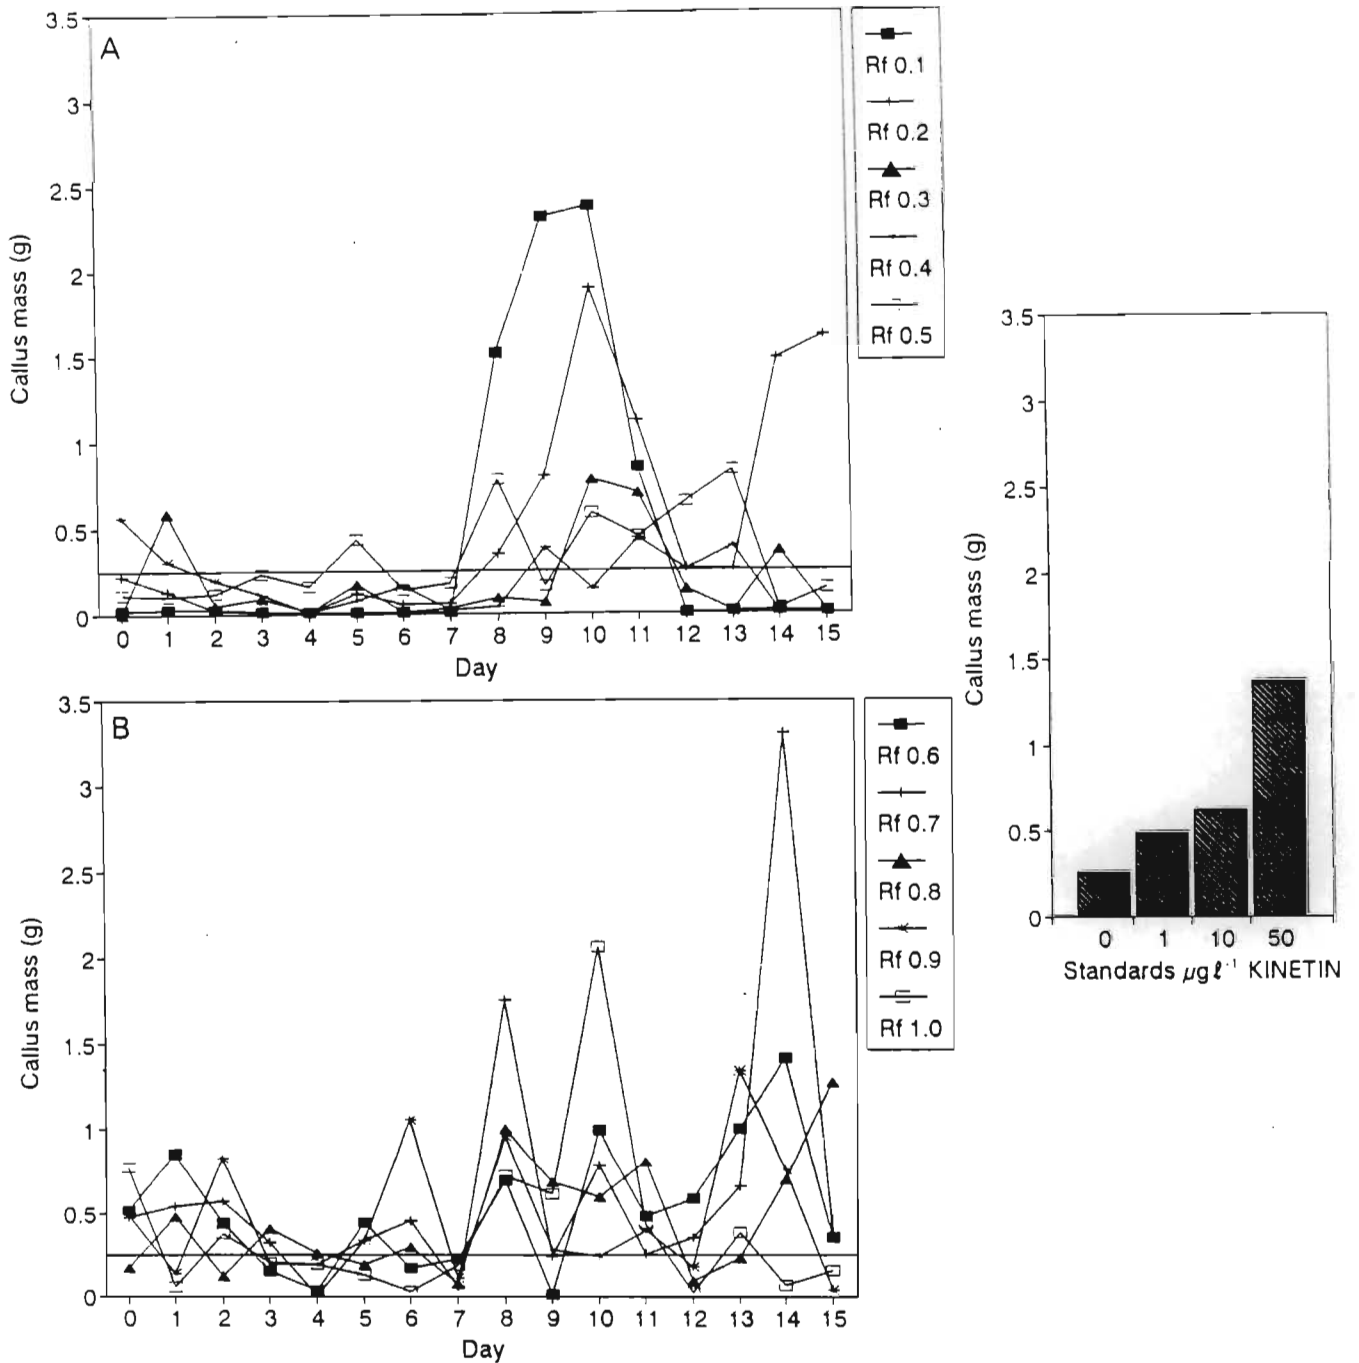 A
3.5
3
2.5
2
1.5
1
0.5
0
Callus mass (g)
0 1 2 3 4 5 6 7 8 9 10 11 12 13 14 15
Day
Rf 0.1
Rf 0.2
Rf 0.3
Rf 0.4
Rf 0.5
B
3.5
3
2.5
2
1.5
1
0.5
0
Callus mass (g)
0 1 2 3 4 5 6 7 8 9 10 11 12 13 14 15
Day
Rf 0.6
Rf 0.7
Rf 0.8
Rf 0.9
Rf 1.0
3.5
3
2.5
2
1.5
1
0.5
0
Callus mass (g)
0 1 10 50
Standards µg ℓ⁻¹ KINETIN